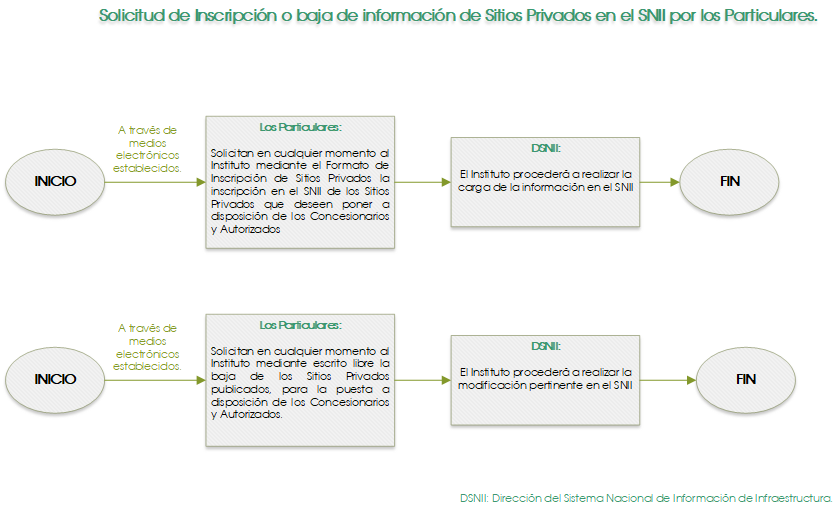 Solicitud de Inscripción o baja de información de Sitios Privados en el SNII por los Particulares.
A través de
medios
electrónicos
establecidos.
INICIO
Los Particulares:
Solicitan en cualquier momento al
Instituto mediante el Formato de
Inscripción de Sitios Privados la
inscripción en el SNII de los Sitios
Privados que deseen poner a
disposición de los Concesionarios
y Autorizados
DSNII:
El Instituto procederá a realizar la
carga de la información en el SNII
FIN
A través de
medios
electrónicos
establecidos.
INICIO
Los Particulares:
Solicitan en cualquier momento al
Instituto mediante escrito libre la
baja de los Sitios Privados
publicados, para la puesta a
disposición de los Concesionarios
y Autorizados.
DSNII:
El Instituto procederá a realizar la
modificación pertinente en el SNII
FIN
DSNII: Dirección del Sistema Nacional de Información de Infraestructura.